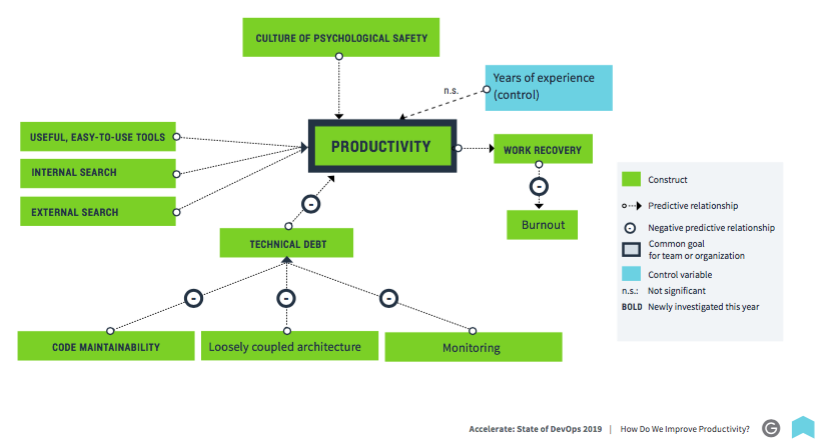 CULTURE OF PSYCHOLOGICAL SAFETY
n.s.
Years of experience
(control)
USEFUL, EASY-TO-USE TOOLS
INTERNAL SEARCH
EXTERNAL SEARCH
PRODUCTIVITY
WORK RECOVERY
-
Burnout
-
TECHNICAL DEBT
-
-
-
CODE MAINTAINABILITY
Loosely coupled architecture
Monitoring
Construct
Predictive relationship
- Negative predictive relationship
Common goal
for team or organization
Control variable
n.s.: Not significant
BOLD Newly investigated this year
Accelerate: State of DevOps 2019 | How Do We Improve Productivity?
G